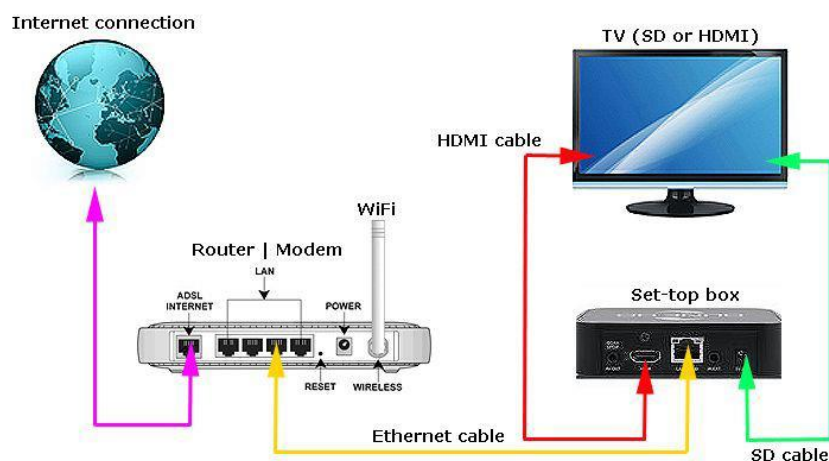 Internet connection
TV (SD or HDMI)
HDMI cable
WiFi
Router | Modem
LAN
ADSL
INTERNET
POWER
Set-top box
RESET
WIRELESS
Ethernet cable
SD cable